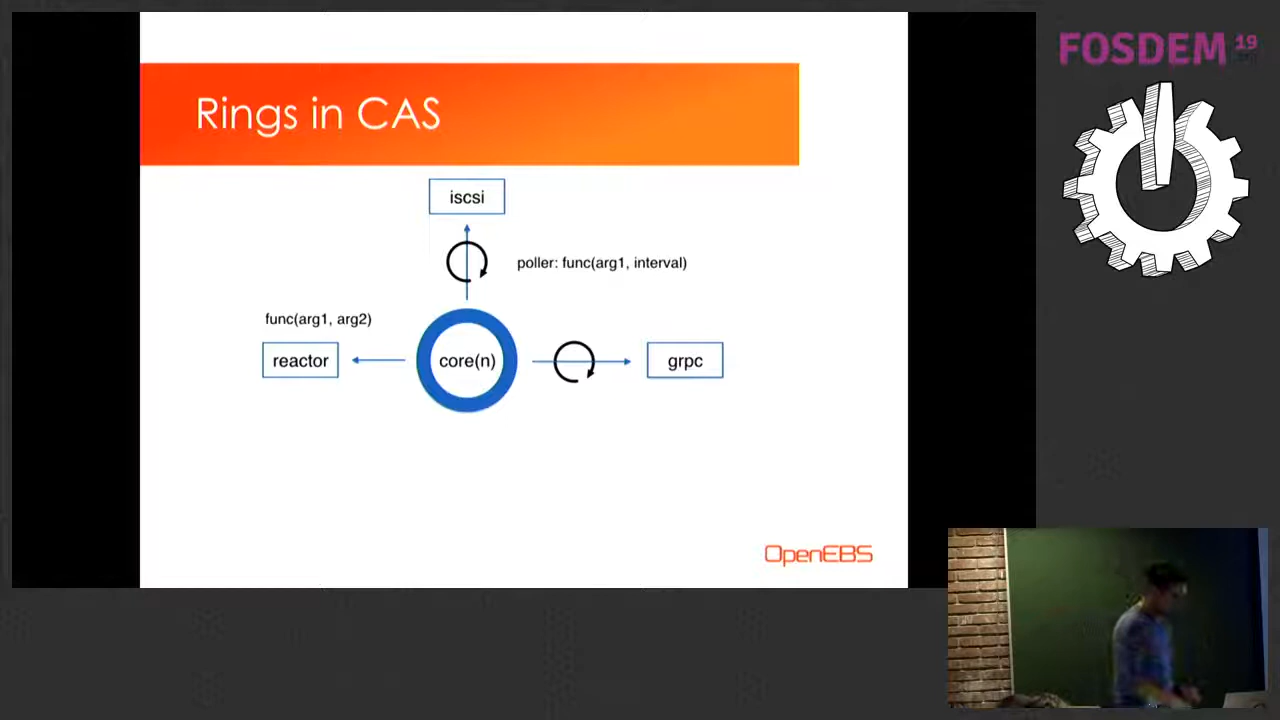 FOSDEM 19
Rings in CAS
iscsi
poller: func(arg1, interval)
func(arg1, arg2)
reactor
core(n)
grpc
OpenEBS